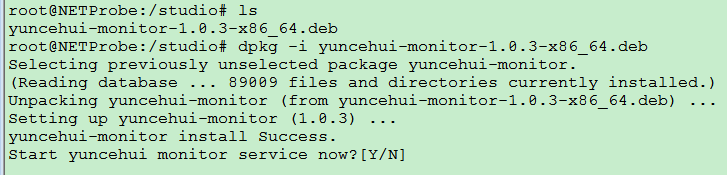 root@NETProbe:/studio# ls
yuncehui-monitor-1.0.3-x86_64.deb
root@NETProbe:/studio# dpkg -i yuncehui-monitor-1.0.3-x86_64.deb
Selecting previously unselected package yuncehui-monitor.
(Reading database ... 89009 files and directories currently installed.)
Unpacking yuncehui-monitor (from yuncehui-monitor-1.0.3-x86_64.deb) ...
Setting up yuncehui-monitor (1.0.3) ...
yuncehui-monitor install Success.
Start yuncehui monitor service now?[Y/N]